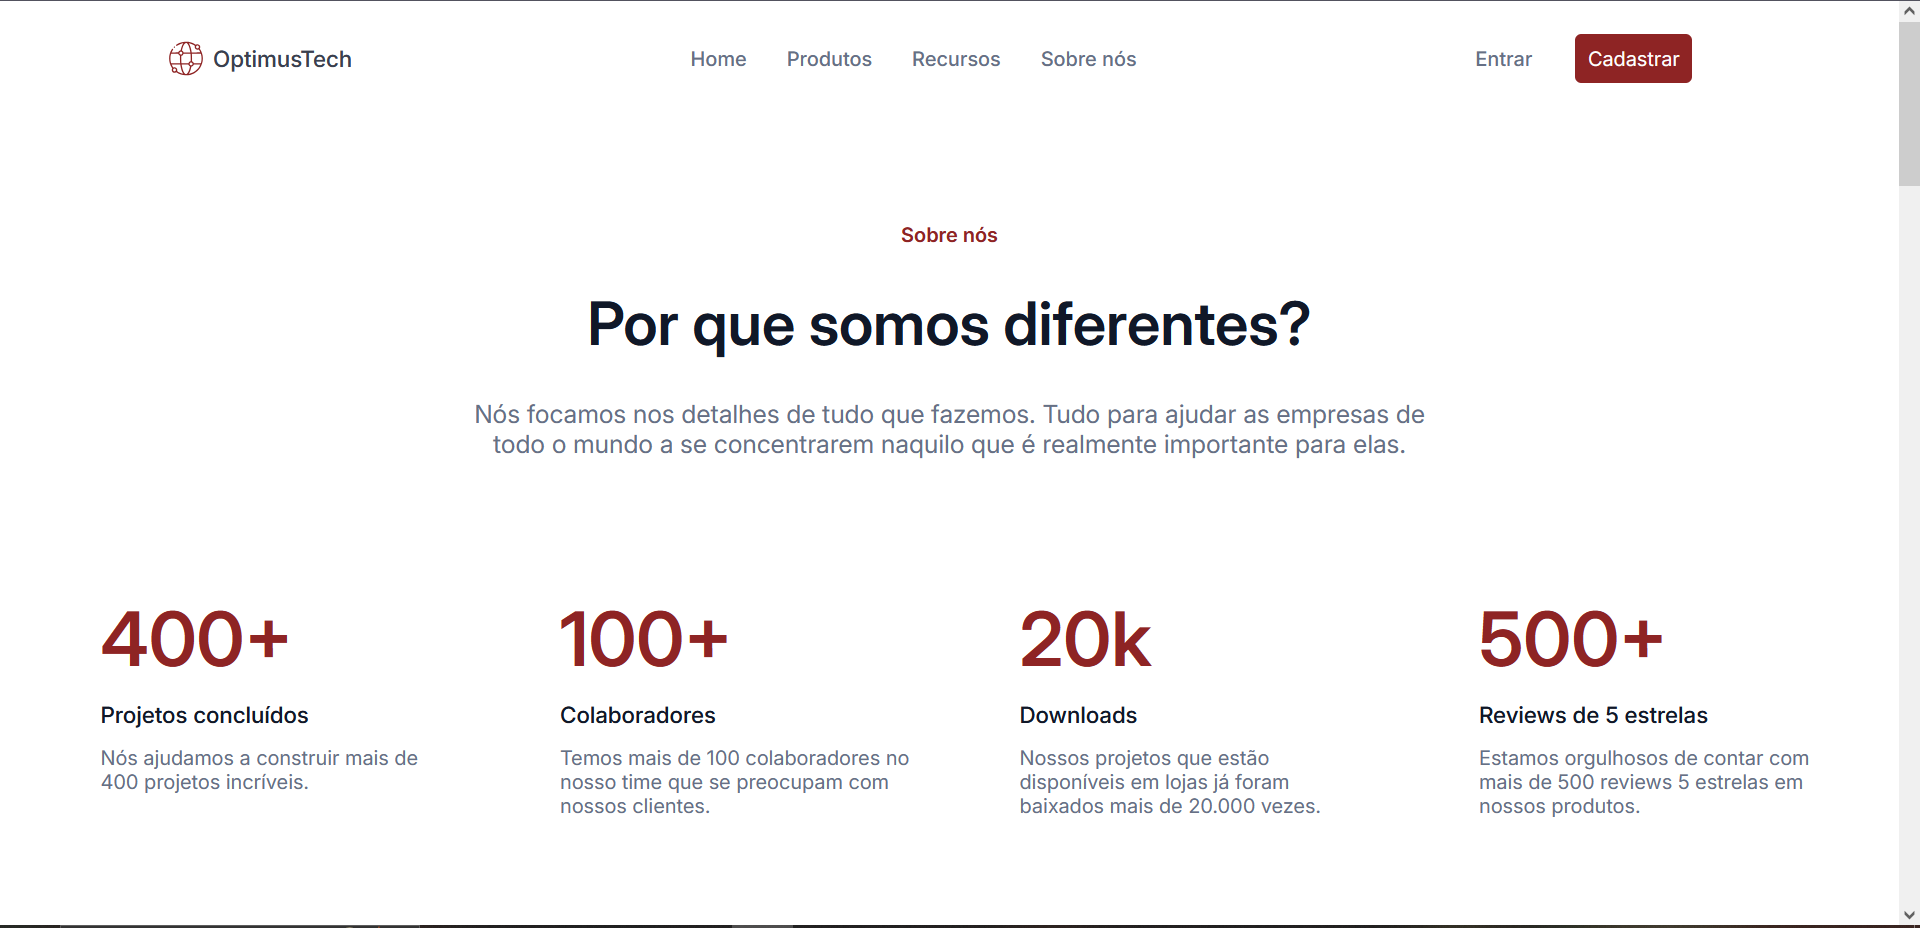 OptimusTech
Home
Produtos
Recursos
Sobre nós
Entrar
Cadastrar
Sobre nós
Por que somos diferentes?
Nós focamos nos detalhes de tudo que fazemos. Tudo para ajudar as empresas de
todo o mundo a se concentrarem naquilo que é realmente importante para elas.
400+
Projetos concluídos
Nós ajudamos a construir mais de
400 projetos incríveis.
100+
Colaboradores
Temos mais de 100 colaboradores no
nosso time que se preocupam com
nossos clientes.
20k
Downloads
Nossos projetos que estão
disponíveis em lojas já foram
baixados mais de 20.000 vezes.
500+
Reviews de 5 estrelas
Estamos orgulhosos de contar com
mais de 500 reviews 5 estrelas em
nossos produtos.